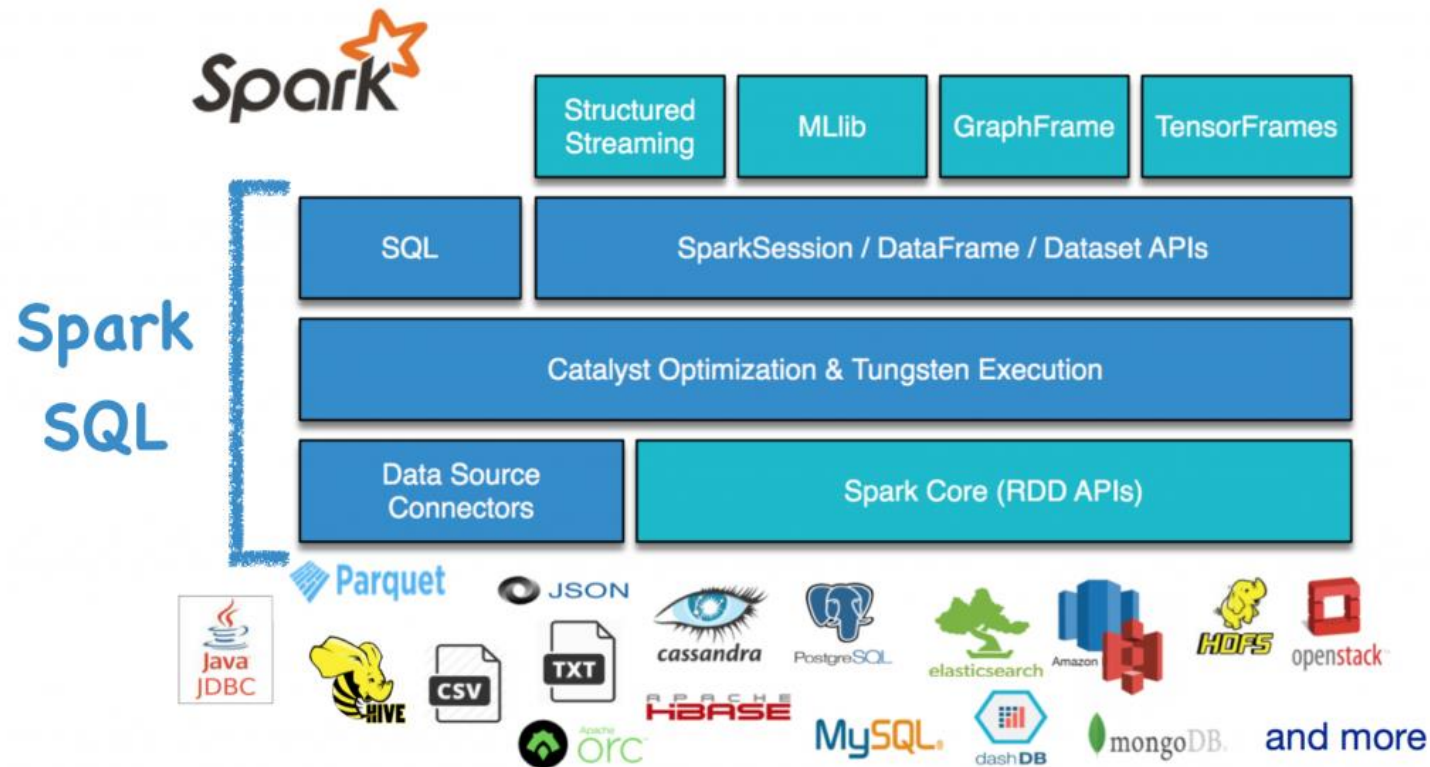 Spark
Structured
Streaming
MLlib
GraphFrame
TensorFrames
Spark
SQL
SQL
SparkSession / DataFrame / Dataset APIs
Catalyst Optimization & Tungsten Execution
Data Source
Connectors
Spark Core (RDD APIs)
Parquet
JSON
Java
JDBC
HIVE
CSV
TXT
cassandra
PostgreSQL
elasticsearch
Amazon
HDFS
openstack
Apache
orc
APACHE
HBASE
MySQL
dashDB
mongoDB
and more